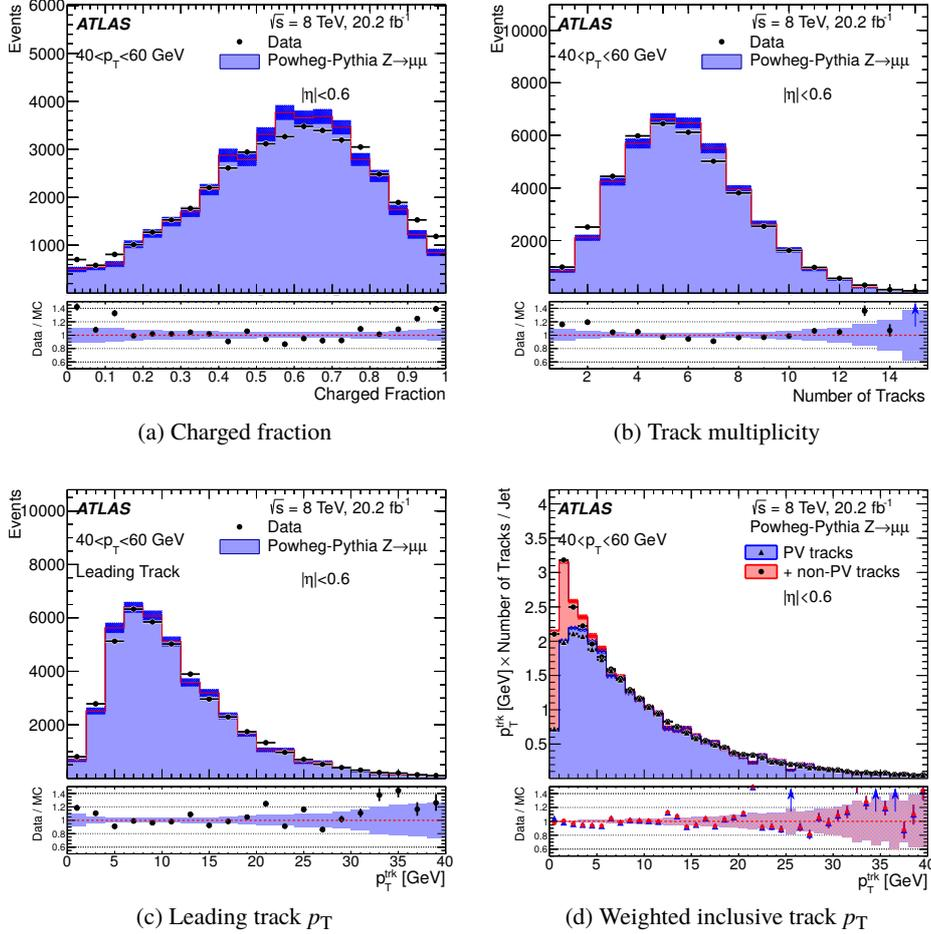 ATLAS
√s = 8 TeV, 20.2 fb⁻¹
Data
40<p_T<60 GeV
Powheg-Pythia Z→μμ
|η|<0.6
Events
6000
5000
4000
3000
2000
1000
Data / MC
1.4
1.2
1
0.8
0.6
0 0.1 0.2 0.3 0.4 0.5 0.6 0.7 0.8 0.9 1
Charged Fraction
(a) Charged fraction
ATLAS
√s = 8 TeV, 20.2 fb⁻¹
Data
40<p_T<60 GeV
Powheg-Pythia Z→μμ
|η|<0.6
Events
10000
8000
6000
4000
2000
Data / MC
1.4
1.2
1
0.8
0.6
2 4 6 8 10 12 14
Number of Tracks
(b) Track multiplicity
ATLAS
√s = 8 TeV, 20.2 fb⁻¹
Data
40<p_T<60 GeV
Powheg-Pythia Z→μμ
Leading Track
|η|<0.6
Events
10000
8000
6000
4000
2000
Data / MC
1.4
1.2
1
0.8
0.6
0 5 10 15 20 25 30 35 40
p_T^trk [GeV]
(c) Leading track p_T
ATLAS
√s = 8 TeV, 20.2 fb⁻¹
Powheg-Pythia Z→μμ
40<p_T<60 GeV
PV tracks
+ non-PV tracks
|η|<0.6
p_T^trk [GeV] × Number of Tracks / Jet
4
3.5
3
2.5
2
1.5
1
0.5
Data / MC
1.4
1.2
1
0.8
0.6
0 5 10 15 20 25 30 35 40
p_T^trk [GeV]
(d) Weighted inclusive track p_T